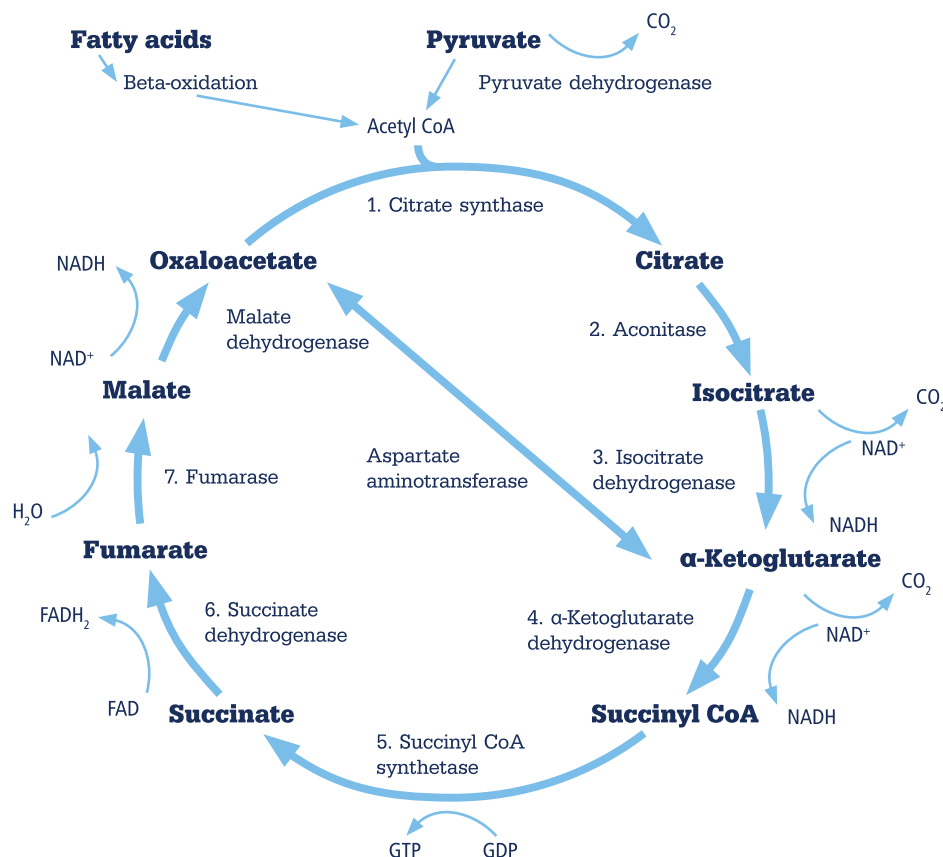 CO₂
Fatty acids
Pyruvate
Beta-oxidation
Pyruvate dehydrogenase
Acetyl CoA
1. Citrate synthase
NADH
Oxaloacetate
Citrate
Malate
dehydrogenase
2. Aconitase
NAD⁺
Malate
Isocitrate
CO₂
NAD⁺
Aspartate
aminotransferase
3. Isocitrate
dehydrogenase
7. Fumarase
H₂O
NADH
Fumarate
α-Ketoglutarate
CO₂
FADH₂
6. Succinate
dehydrogenase
4. α-Ketoglutarate
dehydrogenase
NAD⁺
FAD
Succinate
Succinyl CoA
NADH
5. Succinyl CoA
synthetase
GTP
GDP